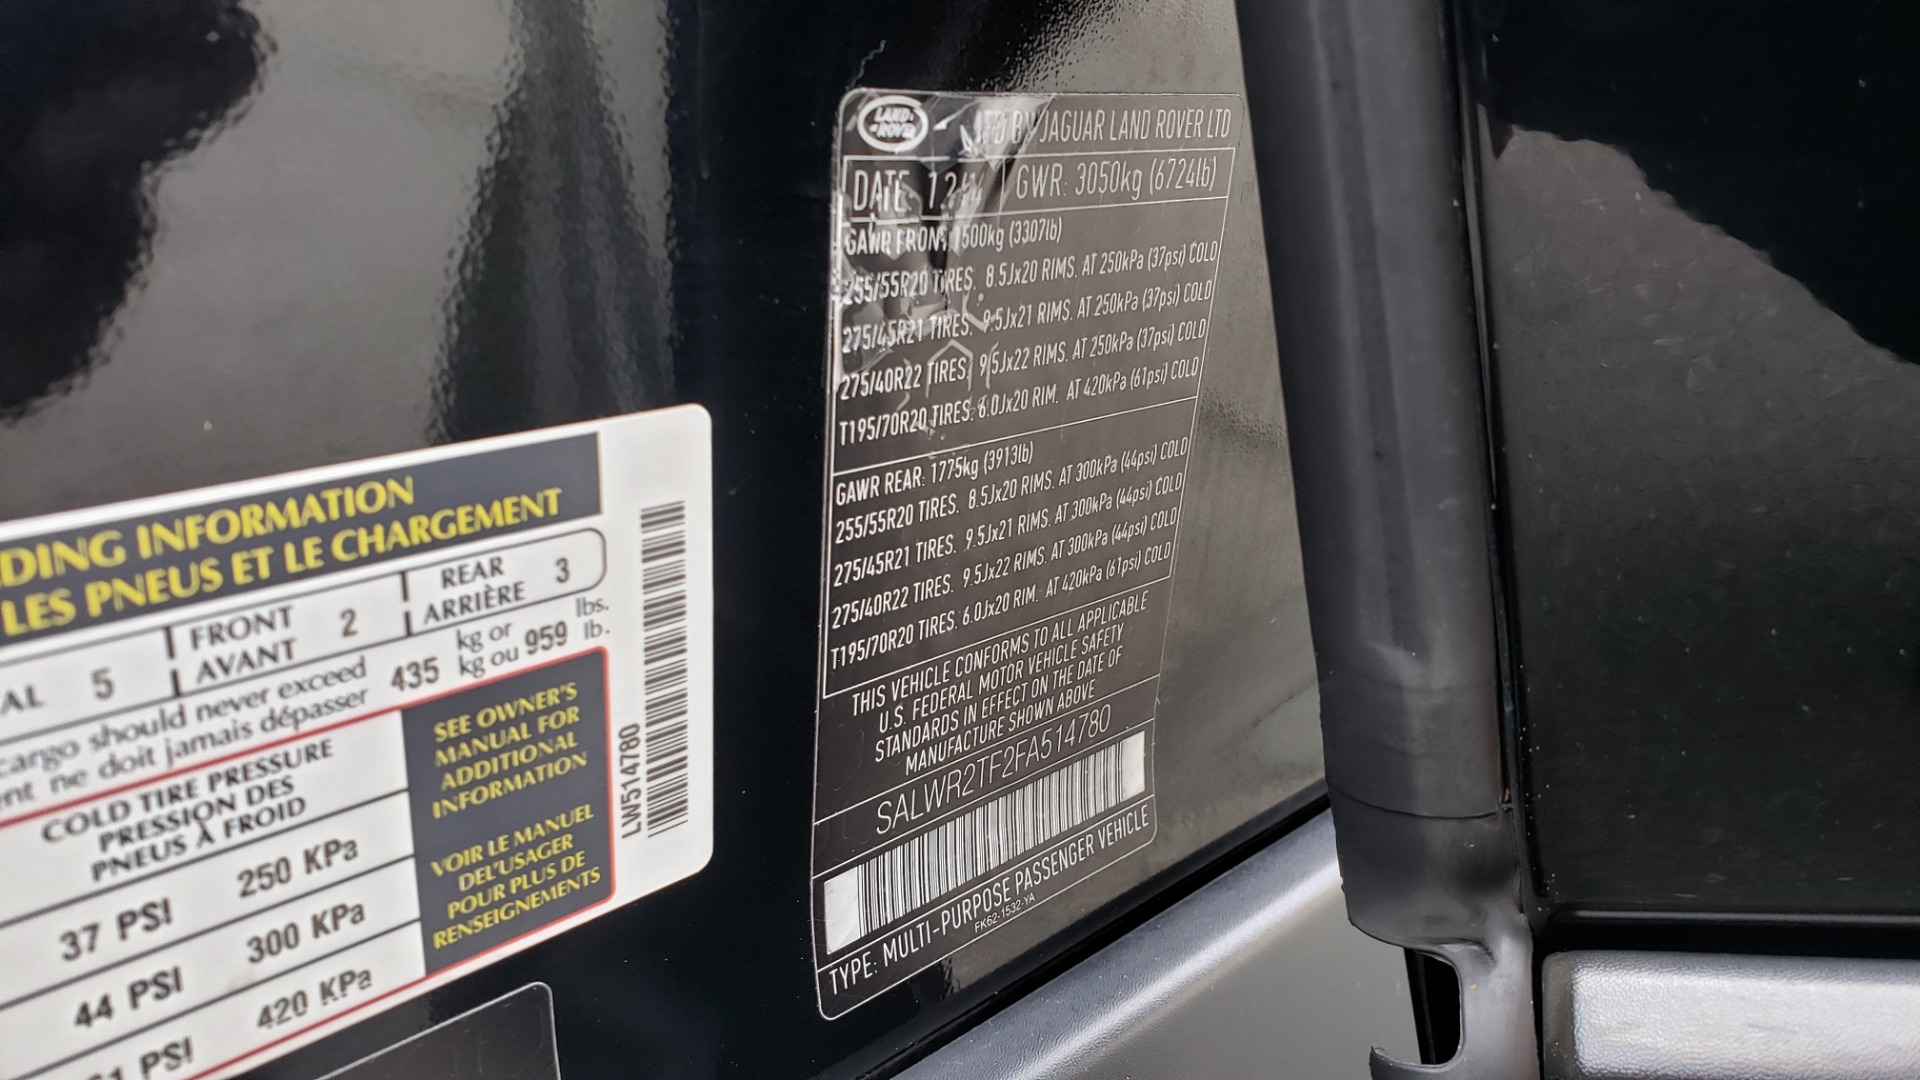 DING INFORMATION
LES PNEUS ET LE CHARGEMENT
AL 5 FRONT AVANT 2 REAR ARRIÈRE 3
cargo should never exceed 435 kg or 959 lbs.
nt ne doit jamais dépasser kg ou lb.
COLD TIRE PRESSURE
PRESSION DES
PNEUS À FROID
37 PSI 250 KPa
44 PSI 300 KPa
PSI 420 KPa
SEE OWNER'S
MANUAL FOR
ADDITIONAL
INFORMATION
VOIR LE MANUEL
DEL'USAGER
POUR PLUS DE
RENSEIGNEMENTS
LW514780
LAND-
ROVER
BY JAGUAR LAND ROVER LTD
DATE: GWR: 3050kg (6724lb)
GAWR FRONT 1500kg (3307lb)
255/55R20 TIRES. 8.5Jx20 RIMS. AT 250kPa (37psi) COLD
275/45R21 TIRES. 9.5Jx21 RIMS. AT 250kPa (37psi) COLD
275/40R22 TIRES. 9.5Jx22 RIMS. AT 250kPa (37psi) COLD
T195/70R20 TIRES. 6.0Jx20 RIM. AT 420kPa (61psi) COLD
GAWR REAR: 1775kg (3913lb)
255/55R20 TIRES. 8.5Jx20 RIMS. AT 300kPa (44psi) COLD
275/45R21 TIRES. 9.5Jx21 RIMS. AT 300kPa (44psi) COLD
275/40R22 TIRES. 9.5Jx22 RIMS. AT 300kPa (44psi) COLD
T195/70R20 TIRES. 6.0Jx20 RIM. AT 420kPa (61psi) COLD
THIS VEHICLE CONFORMS TO ALL APPLICABLE
U.S. FEDERAL MOTOR VEHICLE SAFETY
STANDARDS IN EFFECT ON THE DATE OF
MANUFACTURE SHOWN ABOVE
SALWR2TF2FA514780
TYPE: MULTI-PURPOSE PASSENGER VEHICLE
FK62-1532-YA